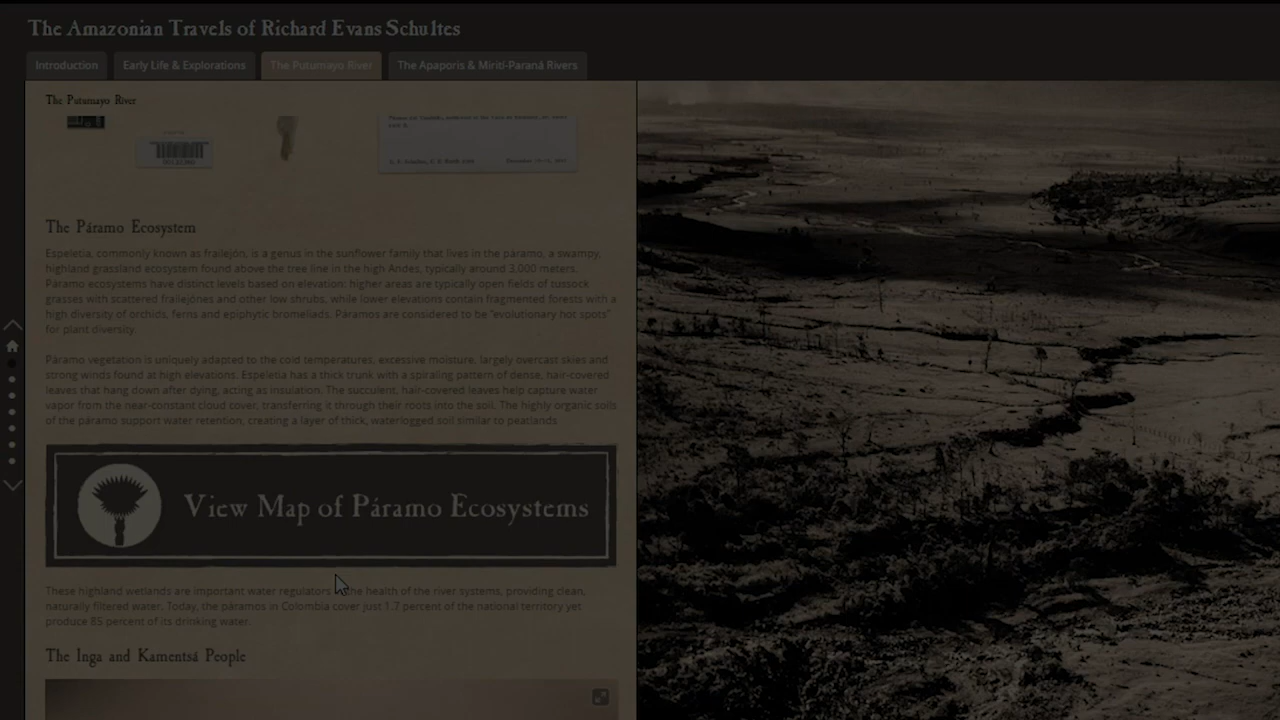 The Amazonian Travels of Richard Evans Schultes
Introduction
Early Life & Explorations
The Putumayo River
The Apaporis & Mirití-Paraná Rivers
The Putumayo River
The Páramo Ecosystem
Espeletia, commonly known as frailejón, is a genus in the sunflower family that lives in the páramo, a swampy,
highland grassland ecosystem found above the tree line in the high Andes, typically around 3,000 meters.
Páramo ecosystems have distinct levels based on elevation: higher areas are typically open fields of tussock
grasses with scattered frailejónes and other low shrubs, while lower elevations contain fragmented forests with a
high diversity of orchids, ferns and epiphytic bromeliads. Páramos are considered to be "evolutionary hot spots"
for plant diversity.
Páramo vegetation is uniquely adapted to the cold temperatures, excessive moisture, largely overcast skies and
strong winds found at high elevations. Espeletia has a thick trunk with a spiraling pattern of dense, hair-covered
leaves that hang down after dying, acting as insulation. The succulent, hair-covered leaves help capture water
vapor from the near-constant cloud cover, transferring it through their roots into the soil. The highly organic soils
of the páramo support water retention, creating a layer of thick, waterlogged soil similar to peatlands.
View Map of Páramo Ecosystems
These highland wetlands are important water regulators the health of the river systems, providing clean,
naturally filtered water. Today, the páramos in Colombia cover just 1.7 percent of the national territory yet
produce 85 percent of its drinking water.
The Inga and Kamentsá People